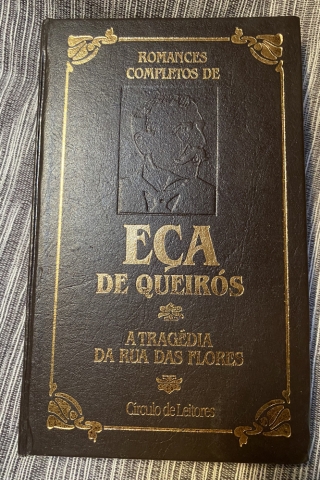 ROMANCES
COMPLETOS DE
EÇA
DE QUEIRÓS
A TRAGÉDIA
DA RUA DAS FLORES
Círculo de Leitores